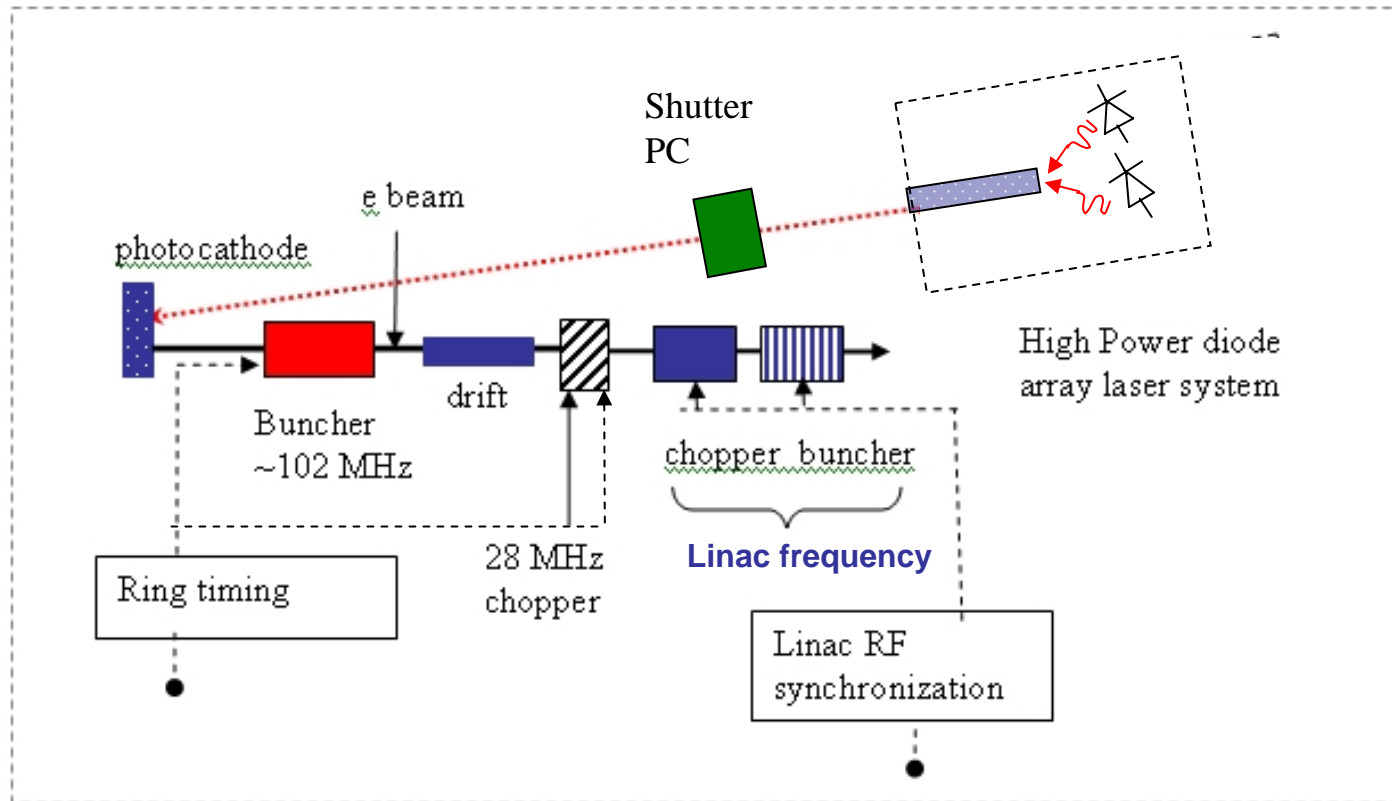 Shutter
PC
e beam
photocathode
drift
High Power diode
array laser system
Buncher
~102 MHz
chopper buncher
28 MHz
chopper
Linac frequency
Ring timing
Linac RF
synchronization